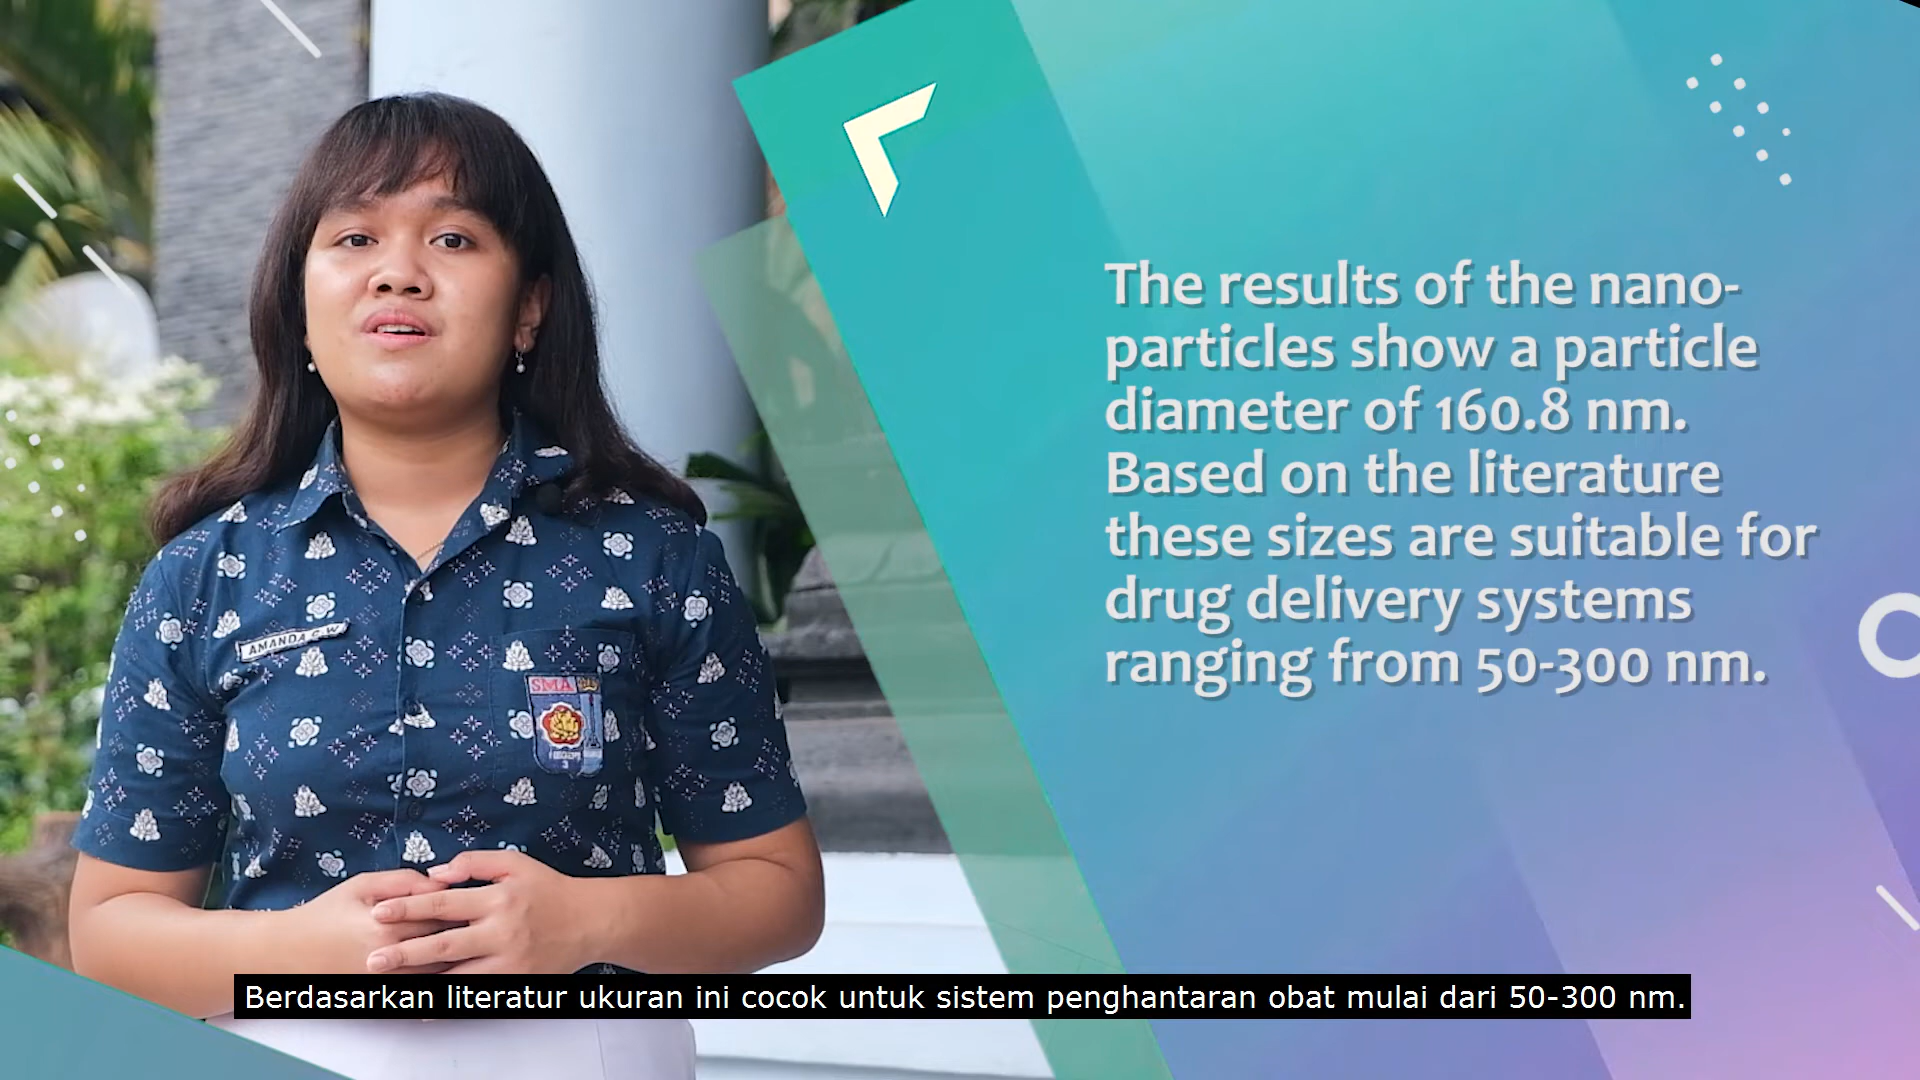 The results of the nano-
particles show a particle
diameter of 160.8 nm.
Based on the literature
these sizes are suitable for
drug delivery systems
ranging from 50-300 nm.
AMANDA C.W
SMA
Berdasarkan literatur ukuran ini cocok untuk sistem penghantaran obat mulai dari 50-300 nm.